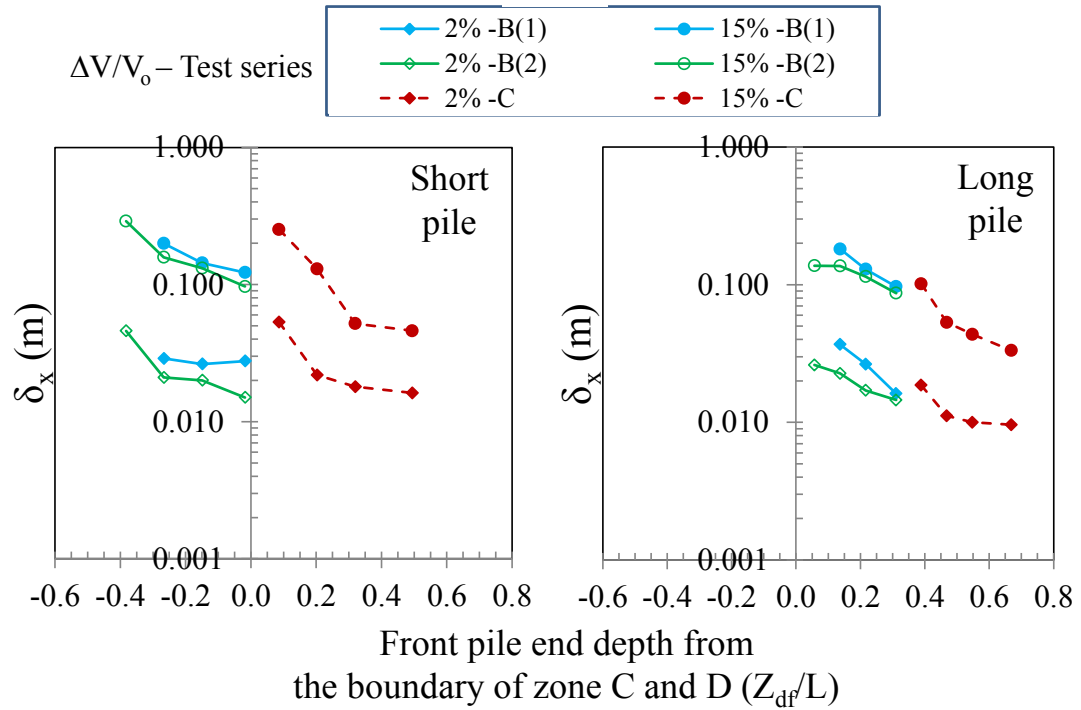 ΔV/Vo – Test series
2% -B(1)
15% -B(1)
2% -B(2)
15% -B(2)
2% -C
15% -C
1.000
0.100
0.010
0.001
δx (m)
Short
pile
-0.6 -0.4 -0.2 0.0 0.2 0.4 0.6 0.8
1.000
0.100
0.010
0.001
δx (m)
Long
pile
-0.6 -0.4 -0.2 0.0 0.2 0.4 0.6 0.8
Front pile end depth from
the boundary of zone C and D (Zdf/L)